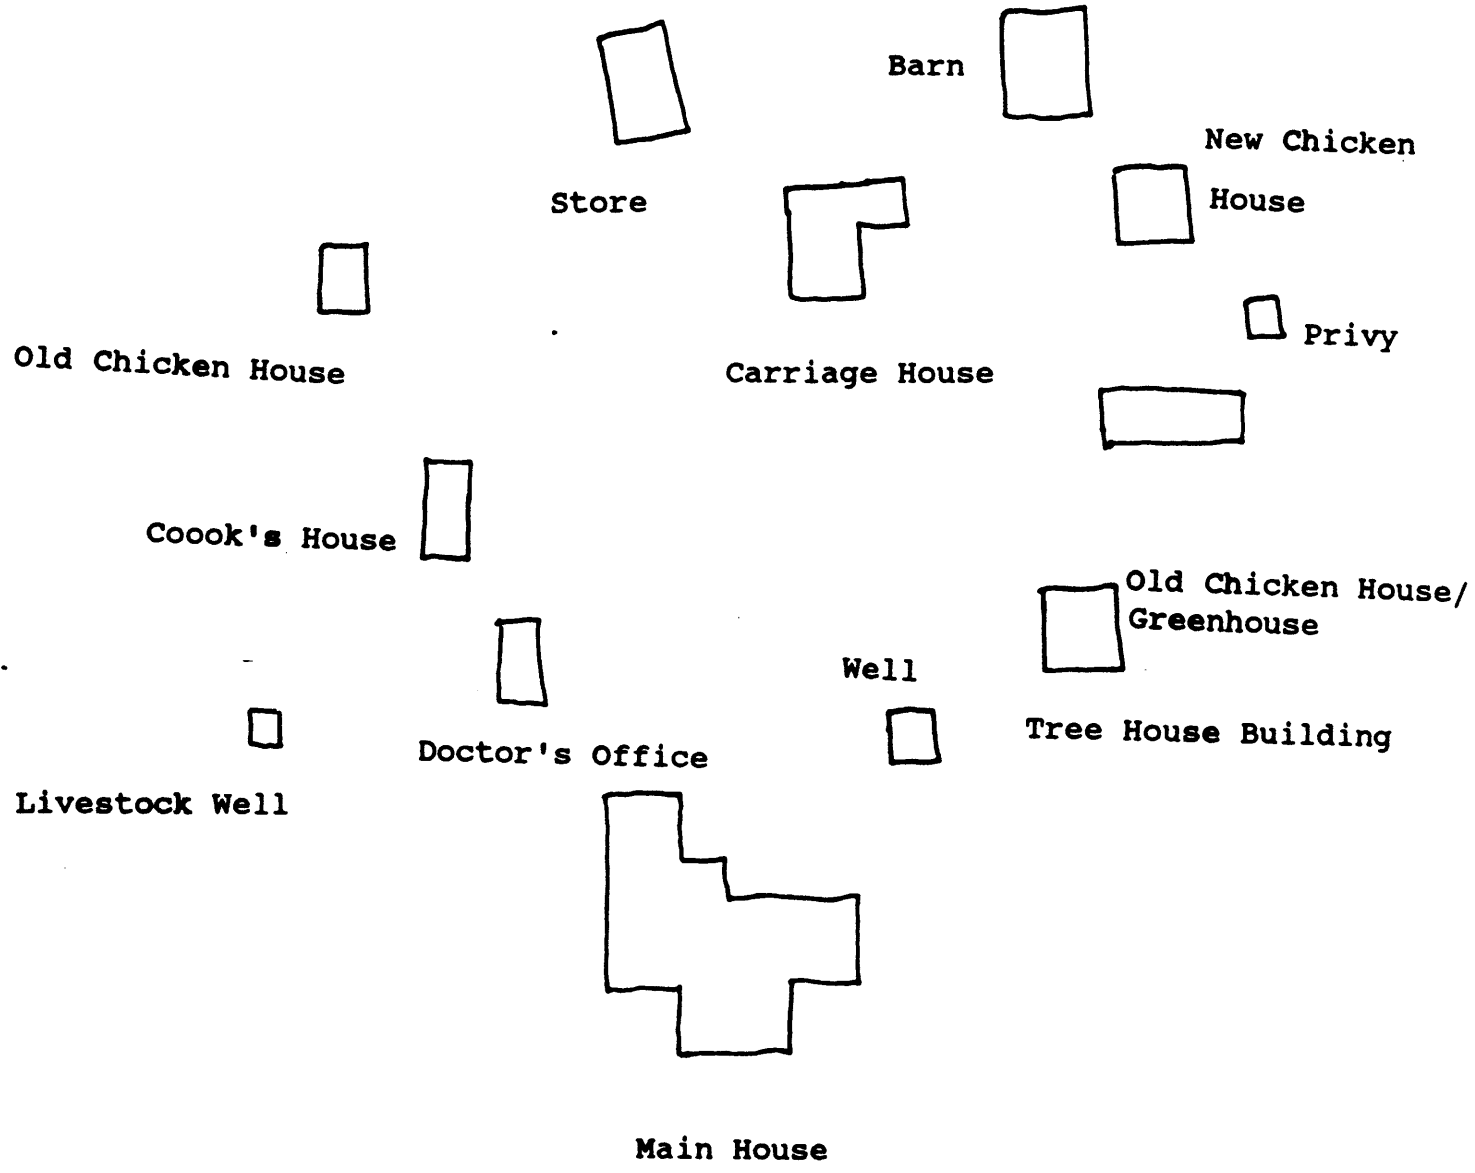 Barn
New Chicken
House
Store
Privy
Old Chicken House
Carriage House
Coook's House
Old Chicken House/
Greenhouse
Well
Tree House Building
Doctor's Office
Livestock Well
Main House